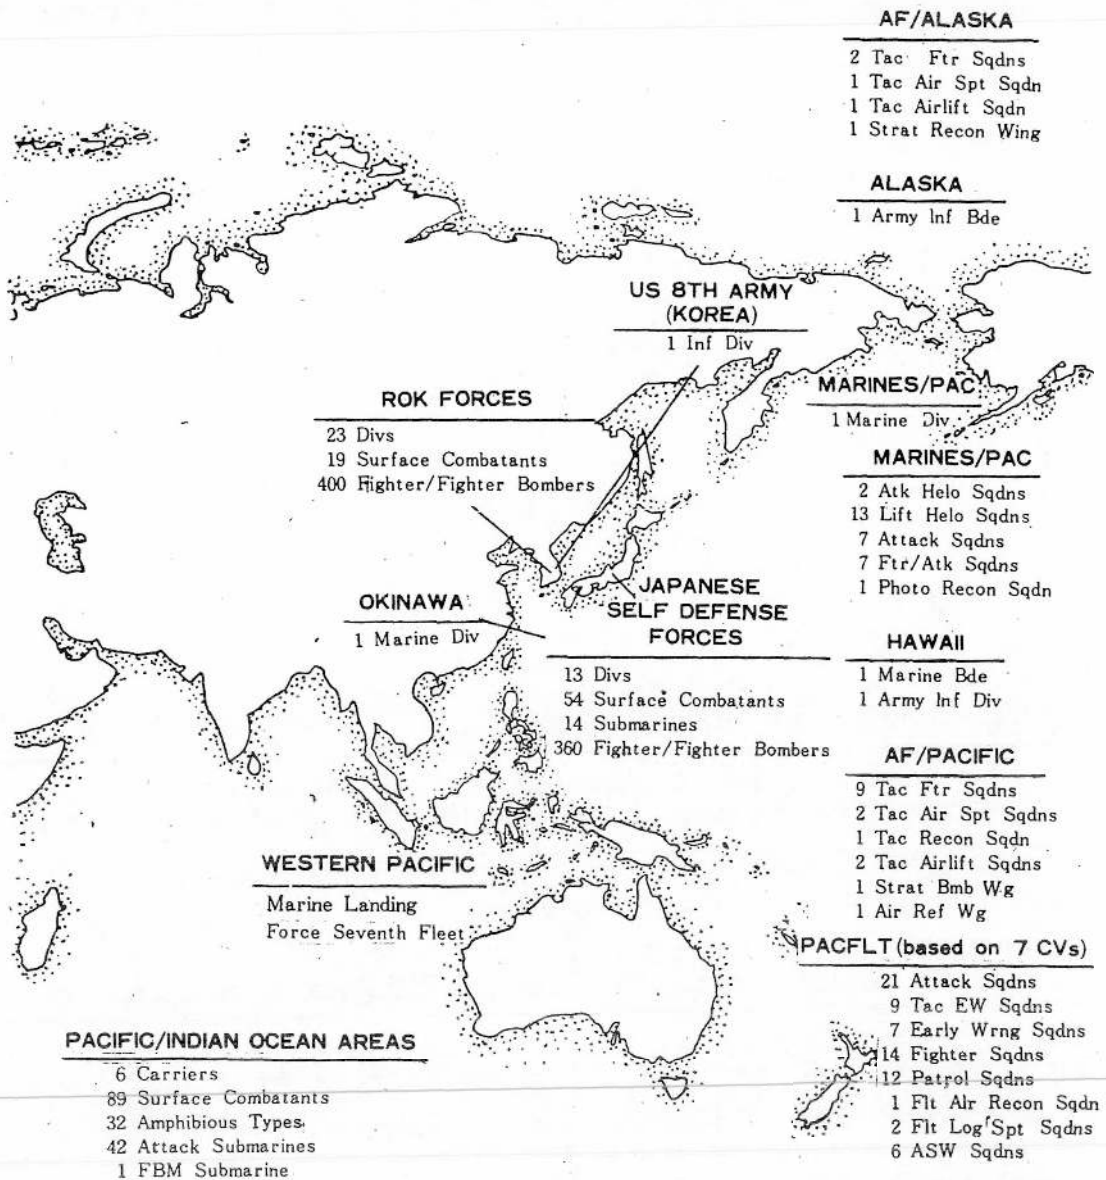 AF/ALASKA
2 Tac Ftr Sqdns
1 Tac Air Spt Sqdn
1 Tac Airlift Sqdn
1 Strat Recon Wing
ALASKA
1 Army Inf Bde
US 8TH ARMY
(KOREA)
1 Inf Div
ROK FORCES
23 Divs
19 Surface Combatants
400 Fighter/Fighter Bombers
MARINES/PAC
1 Marine Div
MARINES/PAC
2 Atk Helo Sqdns
13 Lift Helo Sqdns
7 Attack Sqdns
7 Ftr/Atk Sqdns
1 Photo Recon Sqdn
OKINAWA
1 Marine Div
JAPANESE
SELF DEFENSE
FORCES
13 Divs
54 Surface Combatants
14 Submarines
360 Fighter/Fighter Bombers
HAWAII
1 Marine Bde
1 Army Inf Div
AF/PACIFIC
9 Tac Ftr Sqdns
2 Tac Air Spt Sqdns
1 Tac Recon Sqdn
2 Tac Airlift Sqdns
1 Strat Bmb Wg
1 Air Ref Wg
WESTERN PACIFIC
Marine Landing
Force Seventh Fleet
PACFLT (based on 7 CVs)
21 Attack Sqdns
9 Tac EW Sqdns
7 Early Wrng Sqdns
14 Fighter Sqdns
12 Patrol Sqdns
1 Flt Air Recon Sqdn
2 Flt Log Spt Sqdns
6 ASW Sqdns
PACIFIC/INDIAN OCEAN AREAS
6 Carriers
89 Surface Combatants
32 Amphibious Types
42 Attack Submarines
1 FBM Submarine